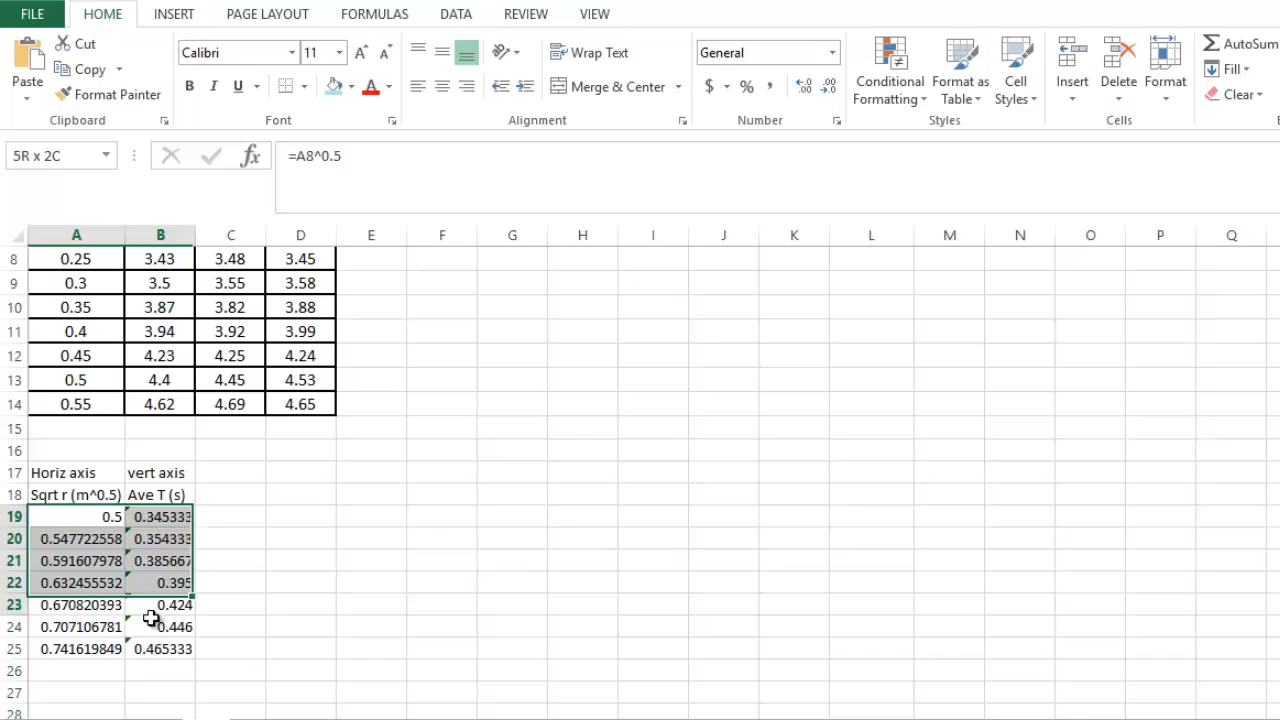 FILE HOME INSERT PAGE LAYOUT FORMULAS DATA REVIEW VIEW
Paste Cut Copy Format Painter Clipboard
Calibri 11 A A B I U A Font
Wrap Text Merge & Center Alignment
General $ % , .0 .00 .00 .0 Number
Conditional Formatting Format as Table Cell Styles Styles
Insert Delete Format Cells
Σ AutoSum Fill Clear
5R x 2C fx =A8^0.5
A B C D E F G H I J K L M N O P Q
8 0.25 3.43 3.48 3.45
9 0.3 3.5 3.55 3.58
10 0.35 3.87 3.82 3.88
11 0.4 3.94 3.92 3.99
12 0.45 4.23 4.25 4.24
13 0.5 4.4 4.45 4.53
14 0.55 4.62 4.69 4.65
15
16
17 Horiz axis vert axis
18 Sqrt r (m^0.5) Ave T (s)
19 0.5 0.345333
20 0.547722558 0.354333
21 0.591607978 0.385667
22 0.632455532 0.395
23 0.670820393 0.424
24 0.707106781 0.446
25 0.741619849 0.465333
26
27
28